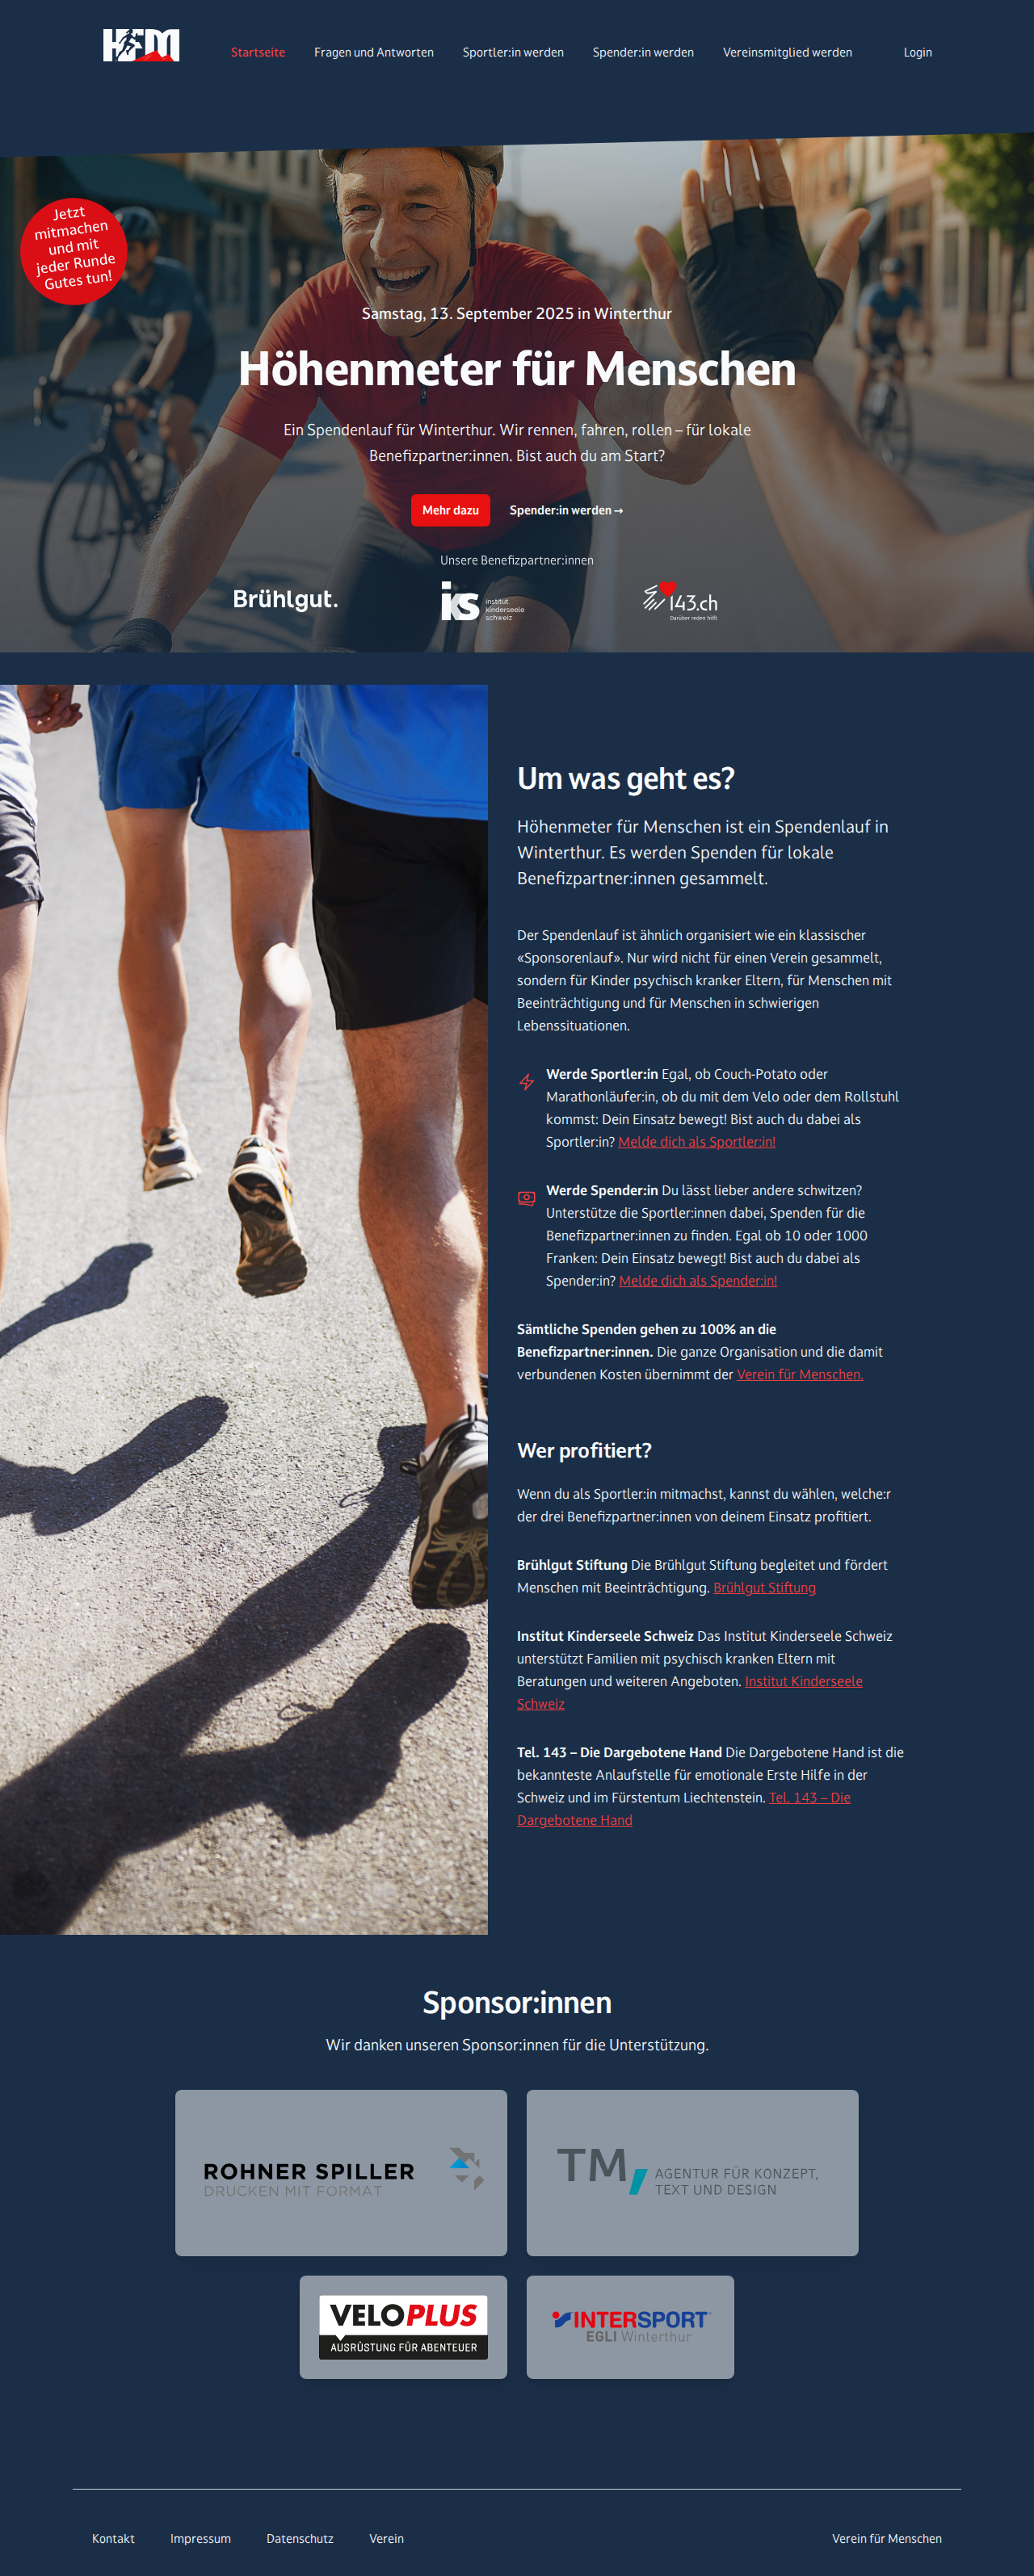 HFM
Startseite
Fragen und Antworten
Sportler:in werden
Spender:in werden
Vereinsmitglied werden
Login
Jetzt
mitmachen
und mit
jeder Runde
Gutes tun!
Samstag, 13. September 2025 in Winterthur
Höhenmeter für Menschen
Ein Spendenlauf für Winterthur. Wir rennen, fahren, rollen – für lokale
Benefizpartner:innen. Bist auch du am Start?
Mehr dazu
Spender:in werden →
Unsere Benefizpartner:innen
Brühlgut.
iks
institut
kinderseele
schweiz
143.ch
Darüber reden hilft
Um was geht es?
Höhenmeter für Menschen ist ein Spendenlauf in
Winterthur. Es werden Spenden für lokale
Benefizpartner:innen gesammelt.
Der Spendenlauf ist ähnlich organisiert wie ein klassischer
«Sponsorenlauf». Nur wird nicht für einen Verein gesammelt,
sondern für Kinder psychisch kranker Eltern, für Menschen mit
Beeinträchtigung und für Menschen in schwierigen
Lebenssituationen.
Werde Sportler:in Egal, ob Couch-Potato oder
Marathonläufer:in, ob du mit dem Velo oder dem Rollstuhl
kommst: Dein Einsatz bewegt! Bist auch du dabei als
Sportler:in? Melde dich als Sportler:in!
Werde Spender:in Du lässt lieber andere schwitzen?
Unterstütze die Sportler:innen dabei, Spenden für die
Benefizpartner:innen zu finden. Egal ob 10 oder 1000
Franken: Dein Einsatz bewegt! Bist auch du dabei als
Spender:in? Melde dich als Spender:in!
Sämtliche Spenden gehen zu 100% an die
Benefizpartner:innen. Die ganze Organisation und die damit
verbundenen Kosten übernimmt der Verein für Menschen.
Wer profitiert?
Wenn du als Sportler:in mitmachst, kannst du wählen, welche:r
der drei Benefizpartner:innen von deinem Einsatz profitiert.
Brühlgut Stiftung Die Brühlgut Stiftung begleitet und fördert
Menschen mit Beeinträchtigung. Brühlgut Stiftung
Institut Kinderseele Schweiz Das Institut Kinderseele Schweiz
unterstützt Familien mit psychisch kranken Eltern mit
Beratungen und weiteren Angeboten. Institut Kinderseele
Schweiz
Tel. 143 – Die Dargebotene Hand Die Dargebotene Hand ist die
bekannteste Anlaufstelle für emotionale Erste Hilfe in der
Schweiz und im Fürstentum Liechtenstein. Tel. 143 – Die
Dargebotene Hand
Sponsor:innen
Wir danken unseren Sponsor:innen für die Unterstützung.
ROHNER SPILLER
DRUCKEN MIT FORMAT
TM
AGENTUR FÜR KONZEPT,
TEXT UND DESIGN
VELOPLUS
AUSRÜSTUNG FÜR ABENTEUER
INTERSPORT
EGLI Winterthur
Kontakt
Impressum
Datenschutz
Verein
Verein für Menschen